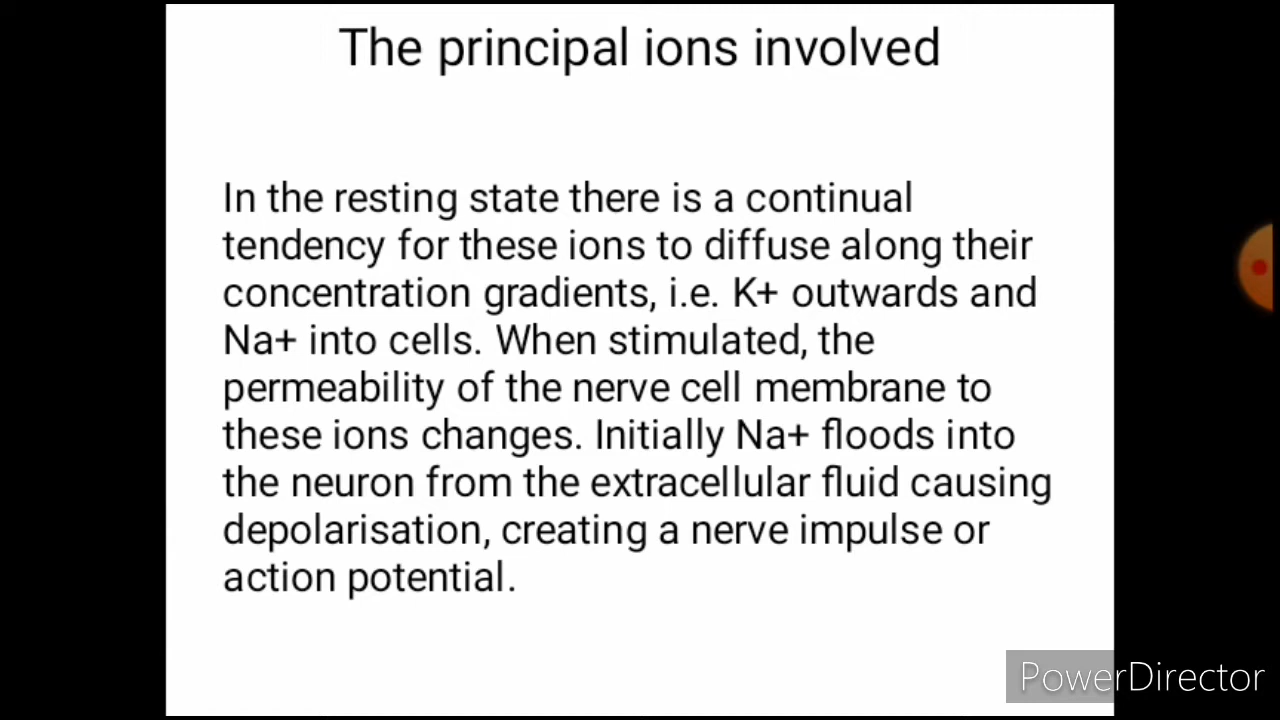 The principal ions involved
In the resting state there is a continual
tendency for these ions to diffuse along their
concentration gradients, i.e. K+ outwards and
Na+ into cells. When stimulated, the
permeability of the nerve cell membrane to
these ions changes. Initially Na+ floods into
the neuron from the extracellular fluid causing
depolarisation, creating a nerve impulse or
action potential.
PowerDirector